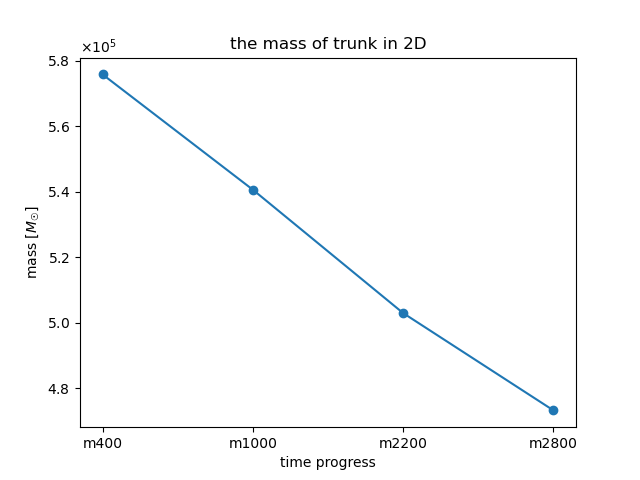 the mass of trunk in 2D
×10⁵
5.8
5.6
5.4
5.2
5.0
4.8
mass [M☉]
m400 m1000 m2200 m2800
time progress